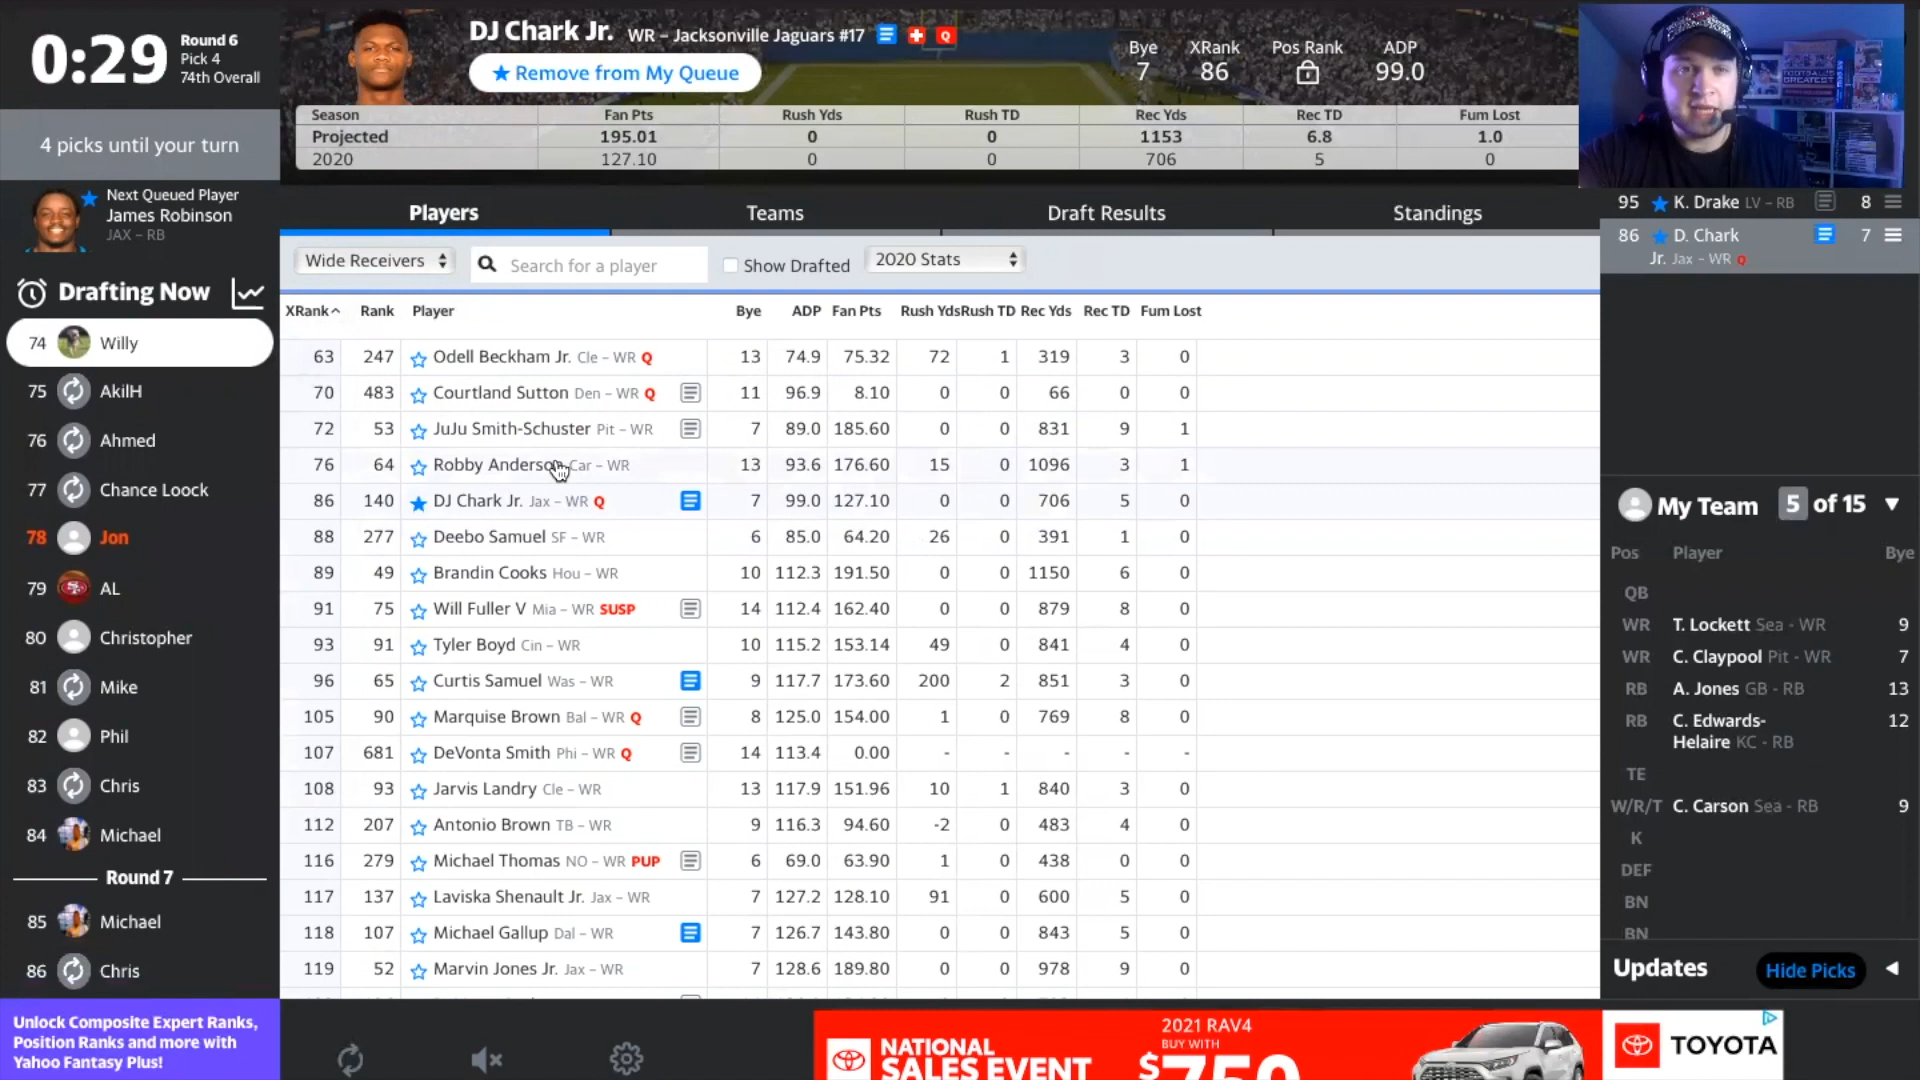 0:29
Round 6
Pick 4
74th Overall
4 picks until your turn
Next Queued Player
James Robinson
JAX – RB
Drafting Now
74 Willy
75 AkilH
76 Ahmed
77 Chance Loock
78 Jon
79 AL
80 Christopher
81 Mike
82 Phil
83 Chris
84 Michael
Round 7
85 Michael
86 Chris
Unlock Composite Expert Ranks,
Position Ranks and more with
Yahoo Fantasy Plus!
DJ Chark Jr. WR – Jacksonville Jaguars #17 Q
★ Remove from My Queue
Bye XRank Pos Rank ADP
7 86 99.0
Season Fan Pts Rush Yds Rush TD Rec Yds Rec TD Fum Lost
Projected 195.01 0 0 1153 6.8 1.0
2020 127.10 0 0 706 5 0
Players Teams Draft Results Standings
Wide Receivers Search for a player Show Drafted 2020 Stats
XRank Rank Player Bye ADP Fan Pts Rush Yds Rush TD Rec Yds Rec TD Fum Lost
63 247 Odell Beckham Jr. Cle – WR Q 13 74.9 75.32 72 1 319 3 0
70 483 Courtland Sutton Den – WR Q 11 96.9 8.10 0 0 66 0 0
72 53 JuJu Smith-Schuster Pit – WR 7 89.0 185.60 0 0 831 9 1
76 64 Robby Anderson Car – WR 13 93.6 176.60 15 0 1096 3 1
86 140 DJ Chark Jr. Jax – WR Q 7 99.0 127.10 0 0 706 5 0
88 277 Deebo Samuel SF – WR 6 85.0 64.20 26 0 391 1 0
89 49 Brandin Cooks Hou – WR 10 112.3 191.50 0 0 1150 6 0
91 75 Will Fuller V Mia – WR SUSP 14 112.4 162.40 0 0 879 8 0
93 91 Tyler Boyd Cin – WR 10 115.2 153.14 49 0 841 4 0
96 65 Curtis Samuel Was – WR 9 117.7 173.60 200 2 851 3 0
105 90 Marquise Brown Bal – WR Q 8 125.0 154.00 1 0 769 8 0
107 681 DeVonta Smith Phi – WR Q 14 113.4 0.00 - - - - -
108 93 Jarvis Landry Cle – WR 13 117.9 151.96 10 1 840 3 0
112 207 Antonio Brown TB – WR 9 116.3 94.60 -2 0 483 4 0
116 279 Michael Thomas NO – WR PUP 6 69.0 63.90 1 0 438 0 0
117 137 Laviska Shenault Jr. Jax – WR 7 127.2 128.10 91 0 600 5 0
118 107 Michael Gallup Dal – WR 7 126.7 143.80 0 0 843 5 0
119 52 Marvin Jones Jr. Jax – WR 7 128.6 189.80 0 0 978 9 0
95 K. Drake LV – RB 8
86 D. Chark 7
Jr. Jax – WR Q
My Team 5 of 15
Pos Player Bye
QB
WR T. Lockett Sea - WR 9
WR C. Claypool Pit - WR 7
RB A. Jones GB - RB 13
RB C. Edwards- 12
Helaire KC - RB
TE
W/R/T C. Carson Sea - RB 9
K
DEF
BN
BN
Updates Hide Picks
NATIONAL
SALES EVENT
2021 RAV4
BUY WITH
$750
TOYOTA